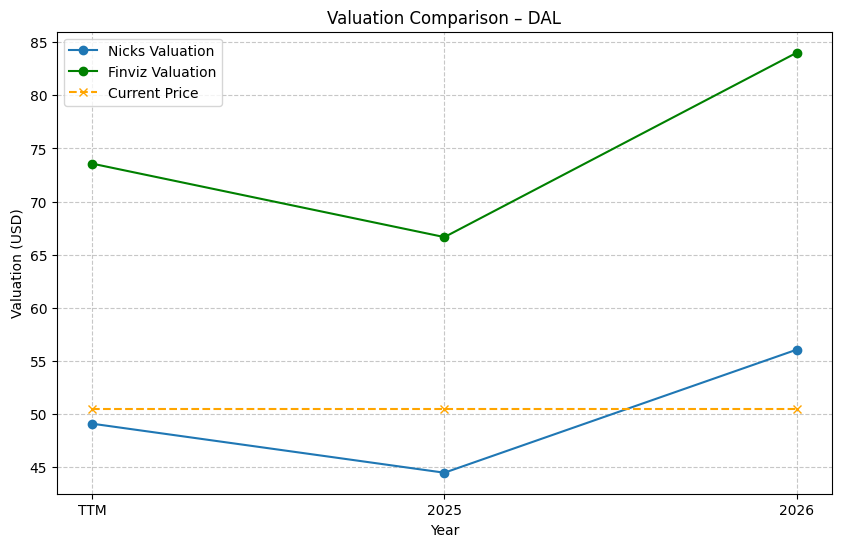 Valuation Comparison – DAL
Nicks Valuation
Finviz Valuation
Current Price
Valuation (USD)
85
80
75
70
65
60
55
50
45
TTM
2025
2026
Year